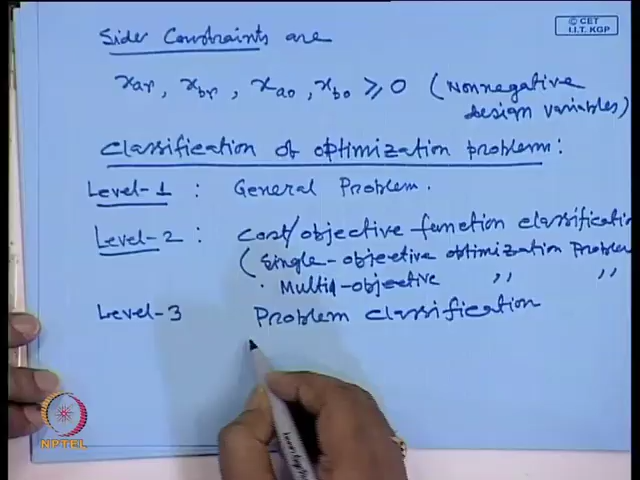 © CET
I.I.T. KGP
Side Constraints are
xar, xbr, xao, xbo ≥ 0 (Nonnegative
design variables)
Classification of optimization problem:
Level-1 : General Problem.
Level-2 : Cost/objective function classificatio
(Single-objective optimization Proble
Multi-objective ,, ,,
Level-3 Problem classification
NPTEL